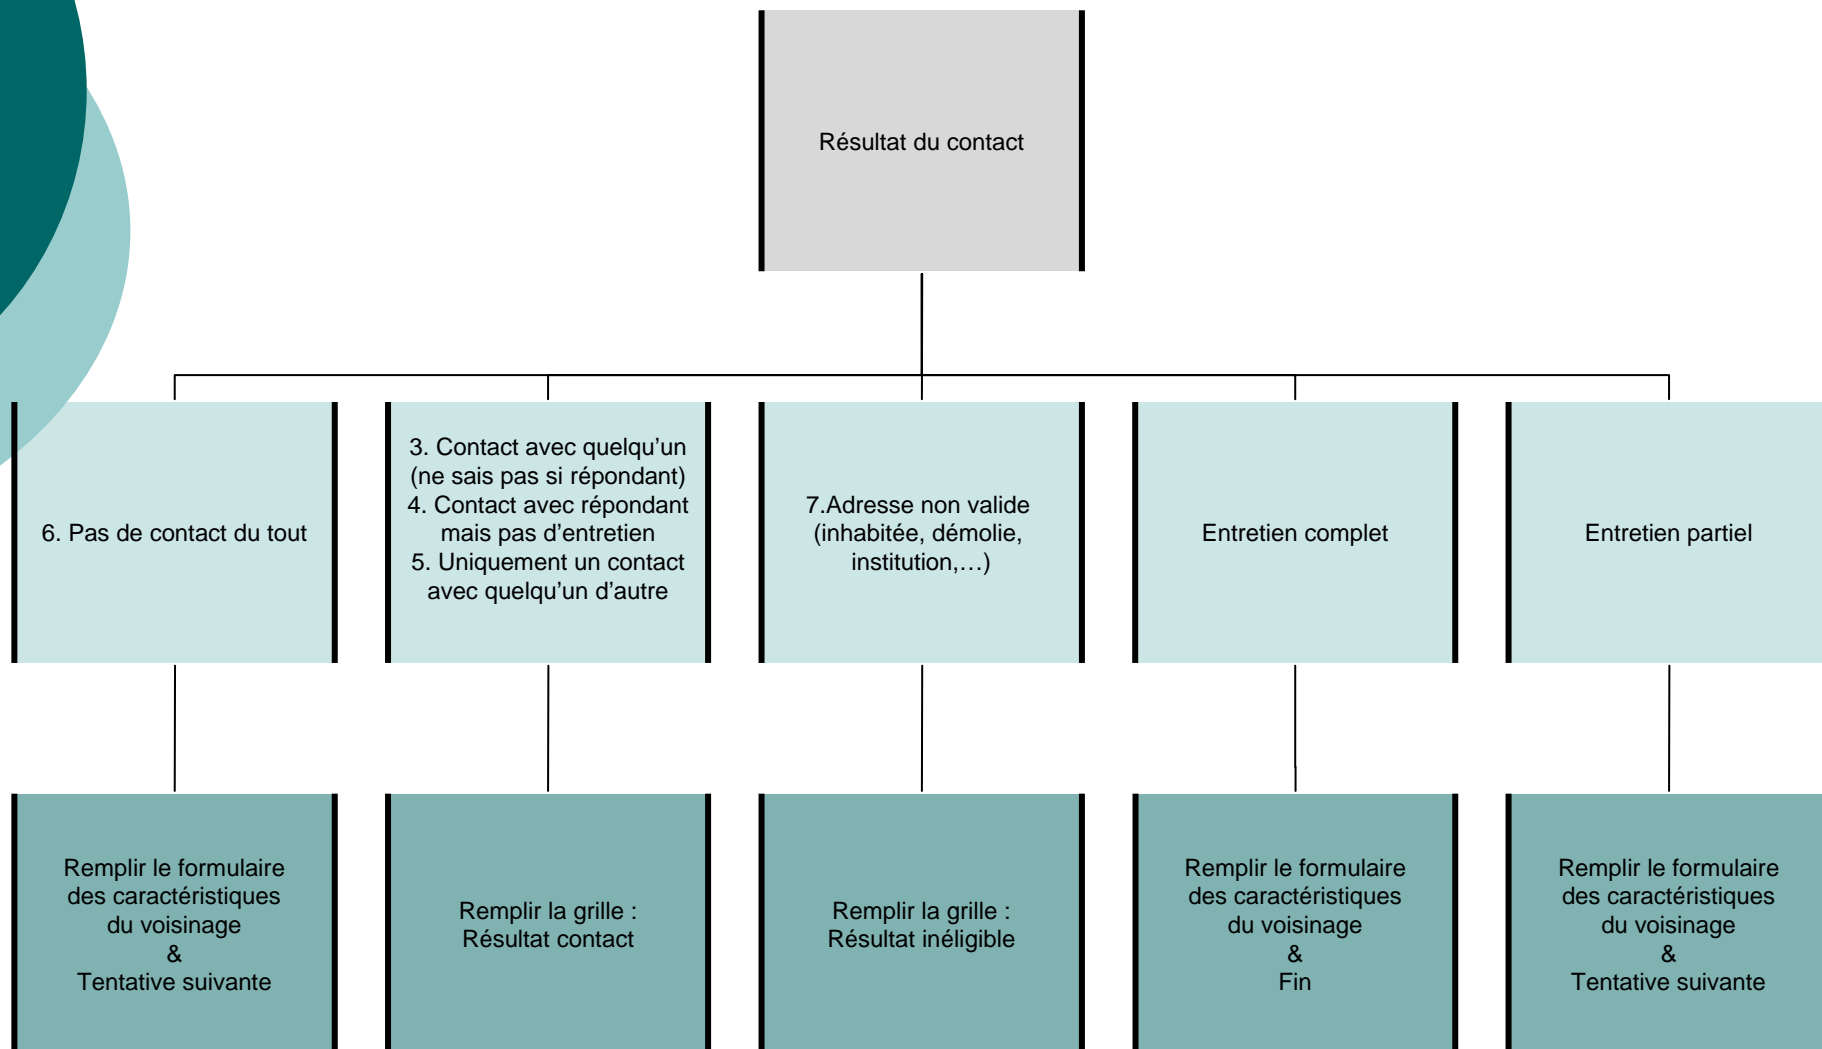 Résultat du contact
6. Pas de contact du tout
3. Contact avec quelqu’un
(ne sais pas si répondant)
4. Contact avec répondant
mais pas d’entretien
5. Uniquement un contact
avec quelqu’un d’autre
7.Adresse non valide
(inhabitée, démolie,
institution,…)
Entretien complet
Entretien partiel
Remplir le formulaire
des caractéristiques
du voisinage
&
Tentative suivante
Remplir la grille :
Résultat contact
Remplir la grille :
Résultat inéligible
Remplir le formulaire
des caractéristiques
du voisinage
&
Fin
Remplir le formulaire
des caractéristiques
du voisinage
&
Tentative suivante